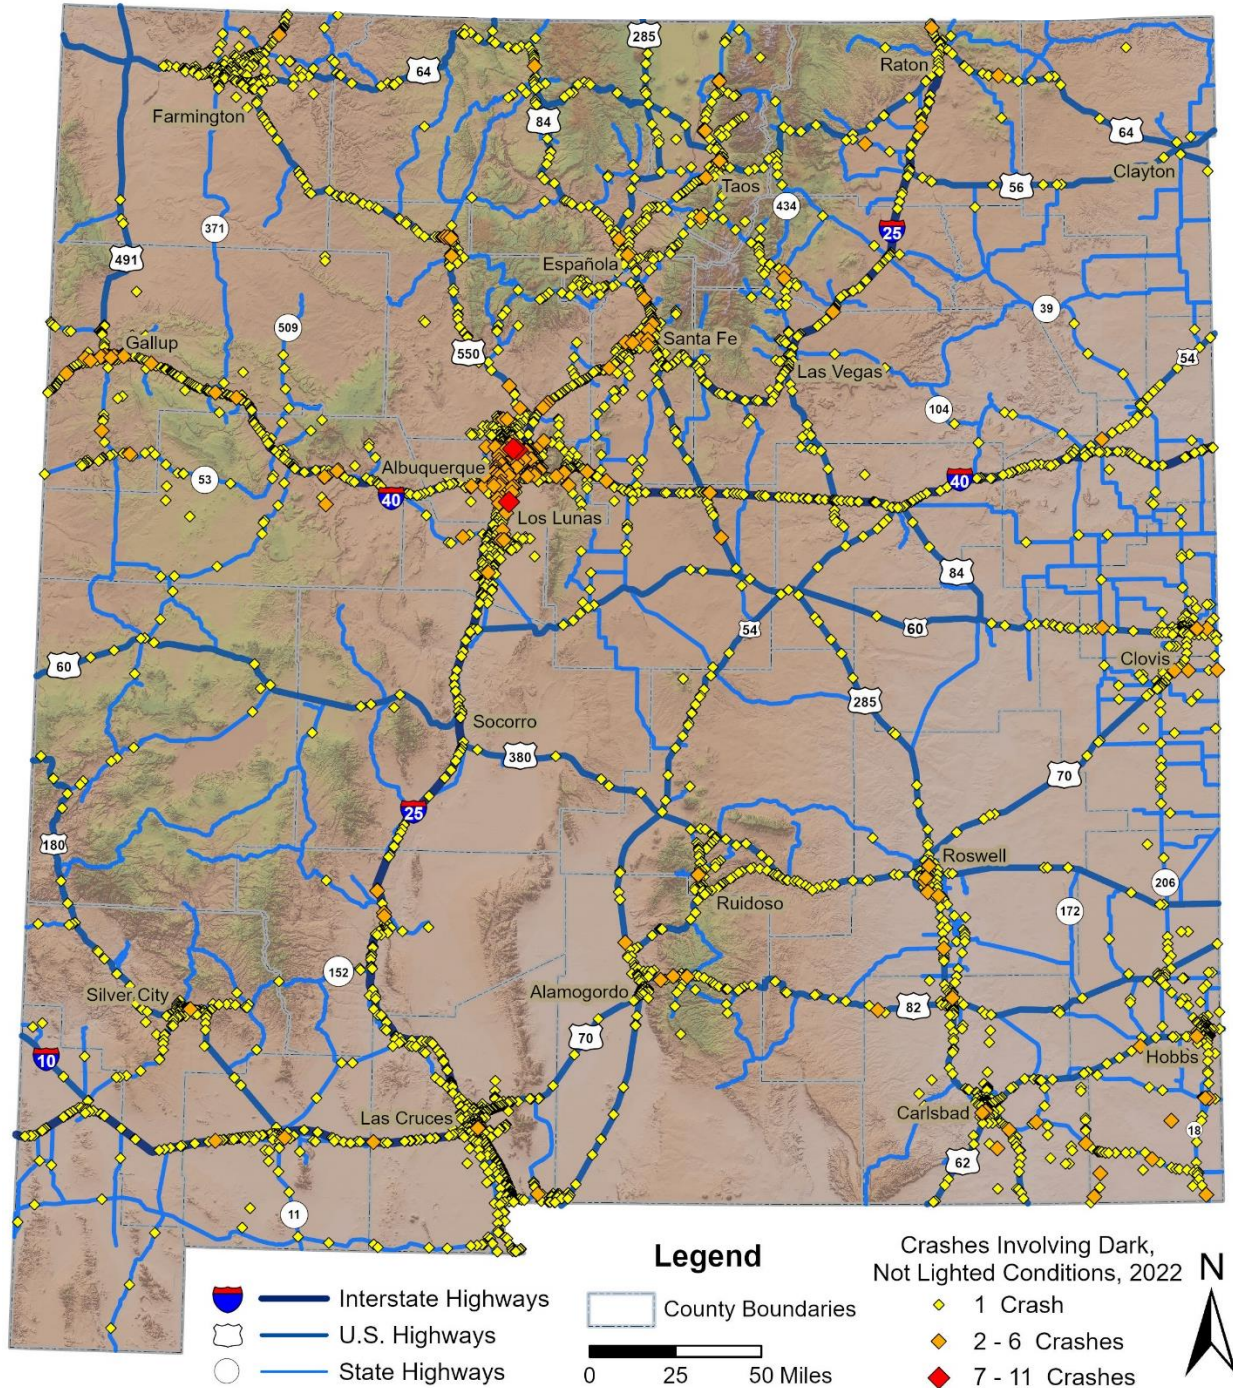 285
Raton
64
Farmington
84
64
Clayton
Taos
56
434
371
25
491
Española
39
509
Gallup
Santa Fe
550
54
Las Vegas
104
Albuquerque
53
40
40
Los Lunas
84
54
60
60
Clovis
285
Socorro
380
70
25
180
Roswell
206
Ruidoso
172
152
Silver City
Alamogordo
82
70
10
Hobbs
Las Cruces
Carlsbad
18
62
11
Legend
Interstate Highways
U.S. Highways
State Highways
County Boundaries
0 25 50 Miles
Crashes Involving Dark,
Not Lighted Conditions, 2022
1 Crash
2 - 6 Crashes
7 - 11 Crashes
N